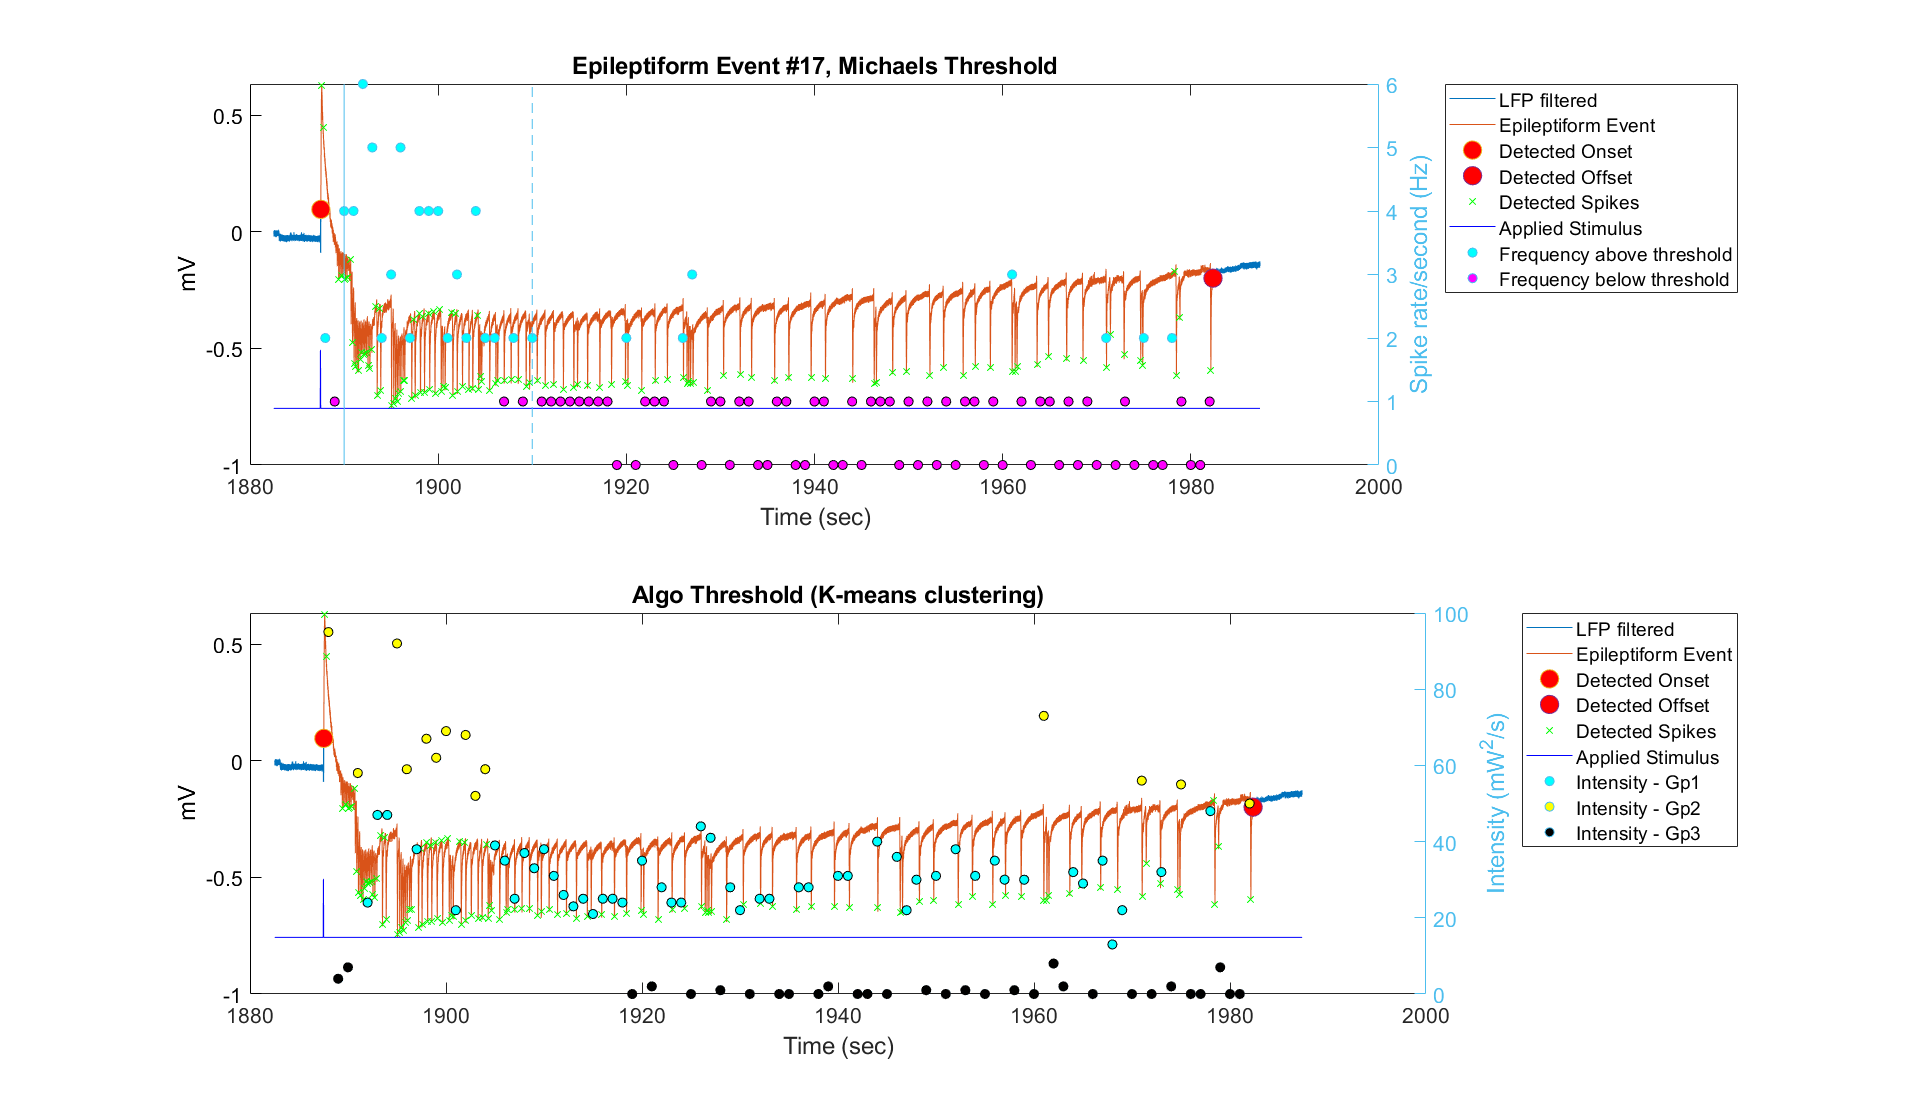 Epileptiform Event #17, Michaels Threshold
0.5
0
-0.5
-1
mV
1880
1900
1920
1940
1960
1980
2000
Time (sec)
6
5
4
3
2
1
0
Spike rate/second (Hz)
LFP filtered
Epileptiform Event
Detected Onset
Detected Offset
Detected Spikes
Applied Stimulus
Frequency above threshold
Frequency below threshold
Algo Threshold (K-means clustering)
0.5
0
-0.5
-1
mV
1880
1900
1920
1940
1960
1980
2000
Time (sec)
100
80
60
40
20
0
Intensity (mW²/s)
LFP filtered
Epileptiform Event
Detected Onset
Detected Offset
Detected Spikes
Applied Stimulus
Intensity - Gp1
Intensity - Gp2
Intensity - Gp3